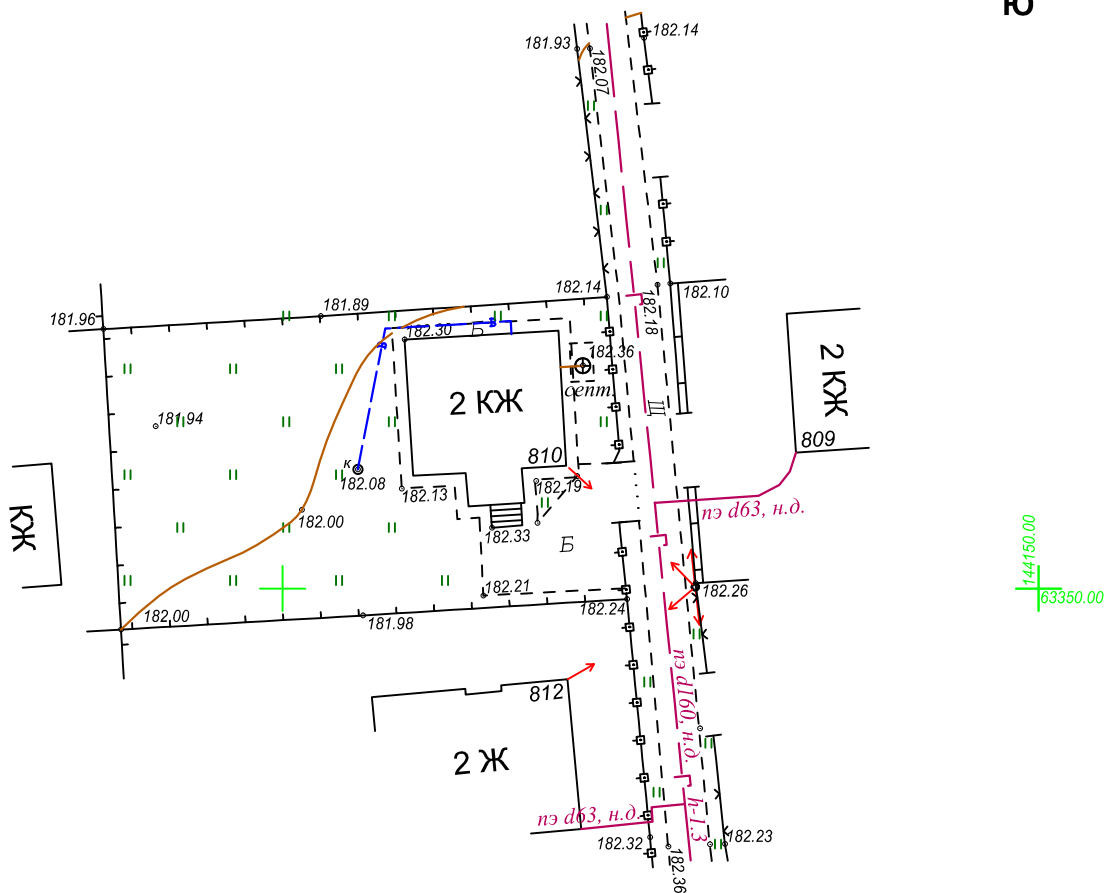 Ю
181.93
182.14
182.07
182.14
182.10
182.18
181.96
181.89
182.30
Б
182.36
септ.
Щ
2 КЖ
2 КЖ
809
810
181.94
к
182.08
182.13
182.19
182.00
182.33
Б
КЖ
пэ d63, н.д.
144150.00
63350.00
182.26
182.21
182.24
182.00
181.98
812
2 Ж
пэ d160, н.д.
h-1.3
пэ d63, н.д.
182.32
182.36
182.23